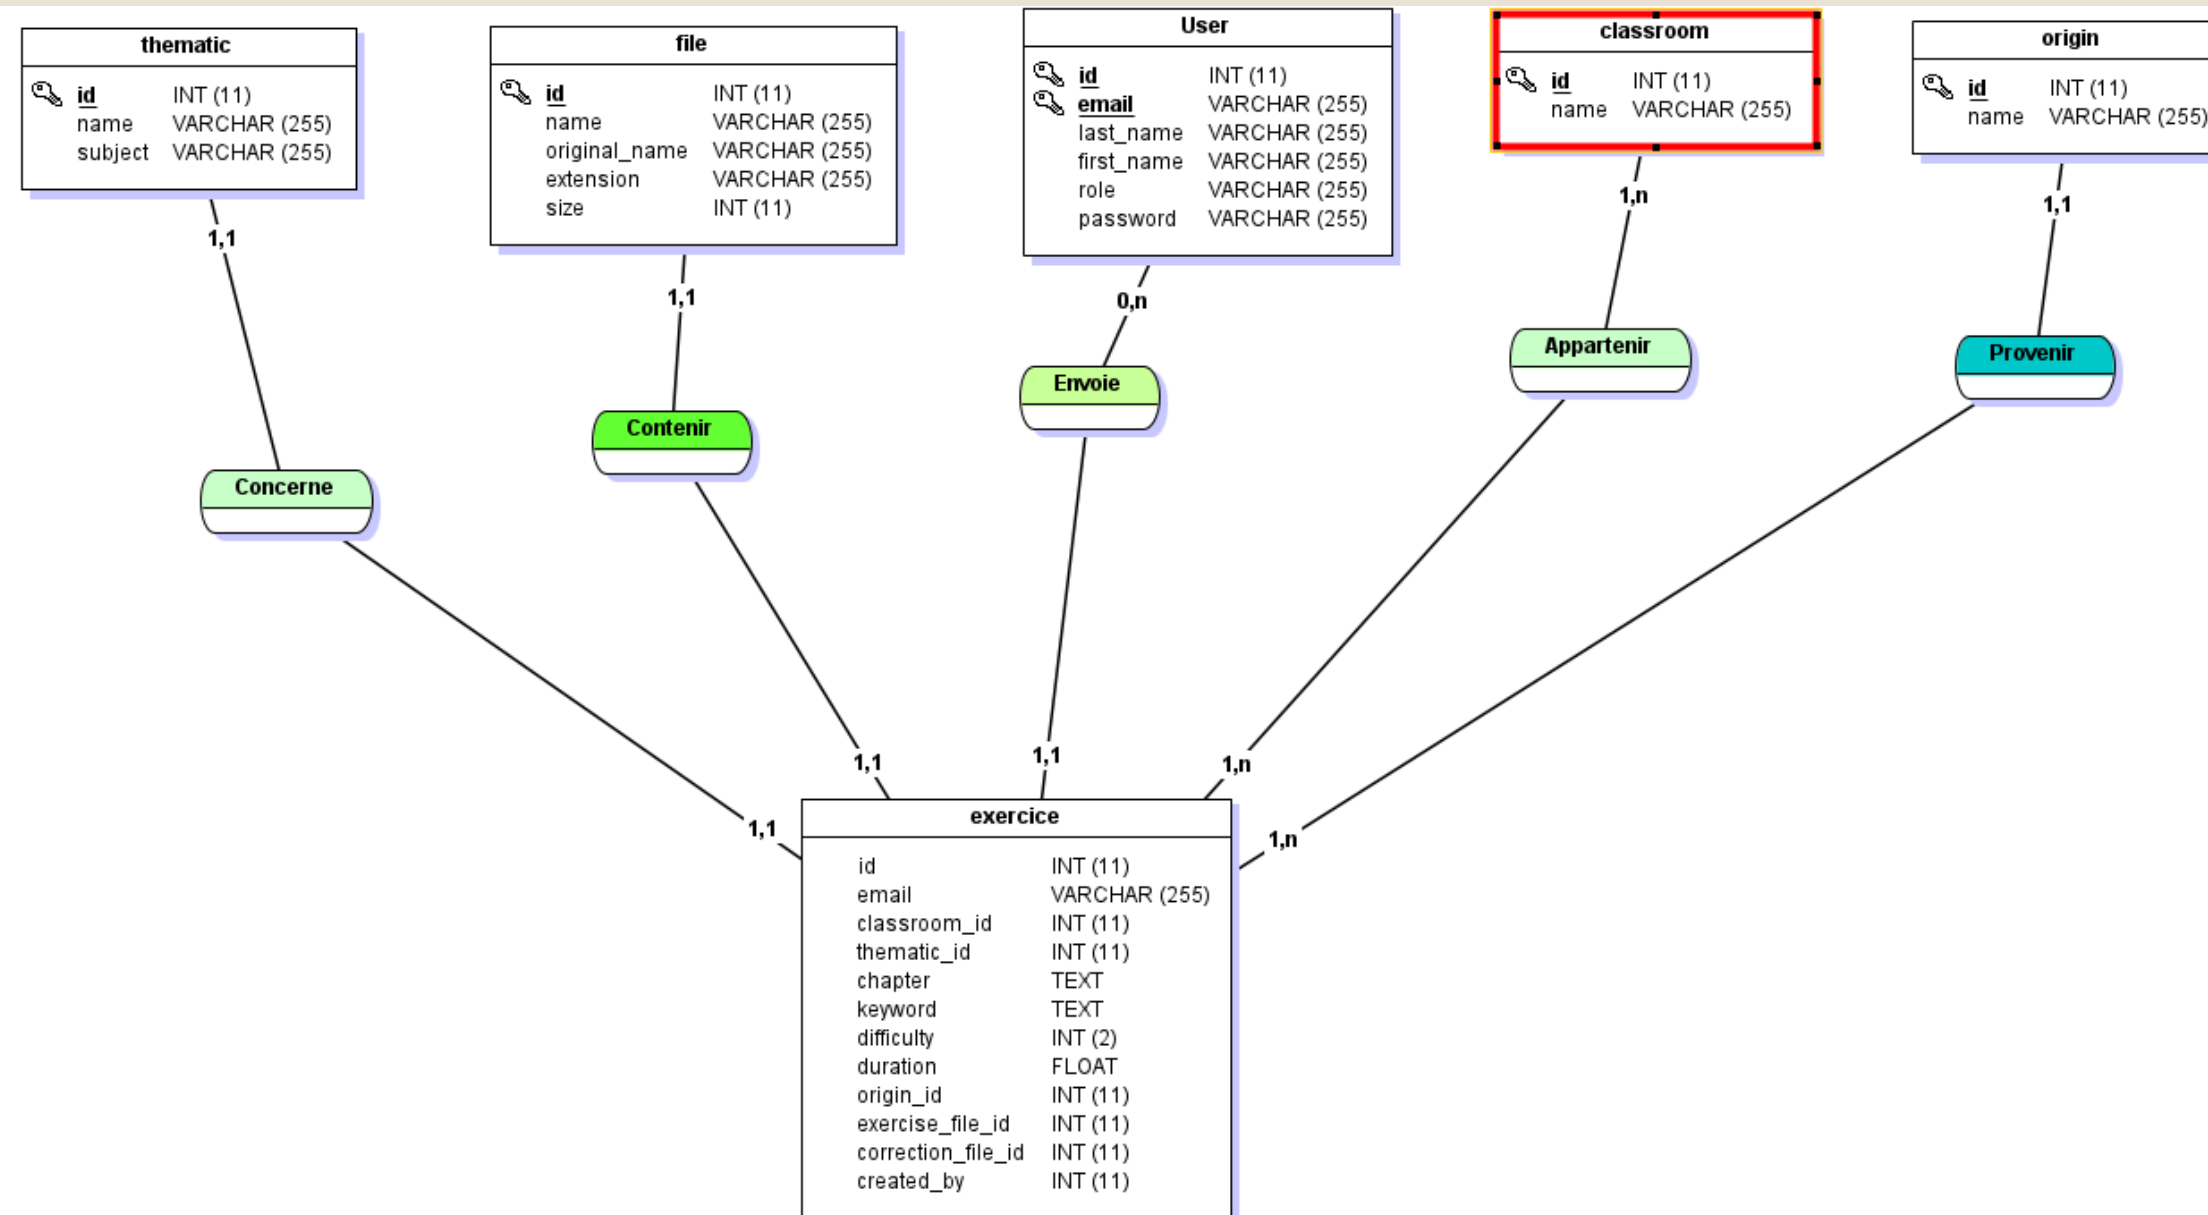 thematic
id INT (11)
name VARCHAR (255)
subject VARCHAR (255)
file
id INT (11)
name VARCHAR (255)
original_name VARCHAR (255)
extension VARCHAR (255)
size INT (11)
User
id INT (11)
email VARCHAR (255)
last_name VARCHAR (255)
first_name VARCHAR (255)
role VARCHAR (255)
password VARCHAR (255)
classroom
id INT (11)
name VARCHAR (255)
origin
id INT (11)
name VARCHAR (255)
1,1
1,1
0,n
1,n
1,1
Concerne
Contenir
Envoie
Appartenir
Provenir
1,1
1,1
1,1
1,n
1,n
exercice
id INT (11)
email VARCHAR (255)
classroom_id INT (11)
thematic_id INT (11)
chapter TEXT
keyword TEXT
difficulty INT (2)
duration FLOAT
origin_id INT (11)
exercise_file_id INT (11)
correction_file_id INT (11)
created_by INT (11)